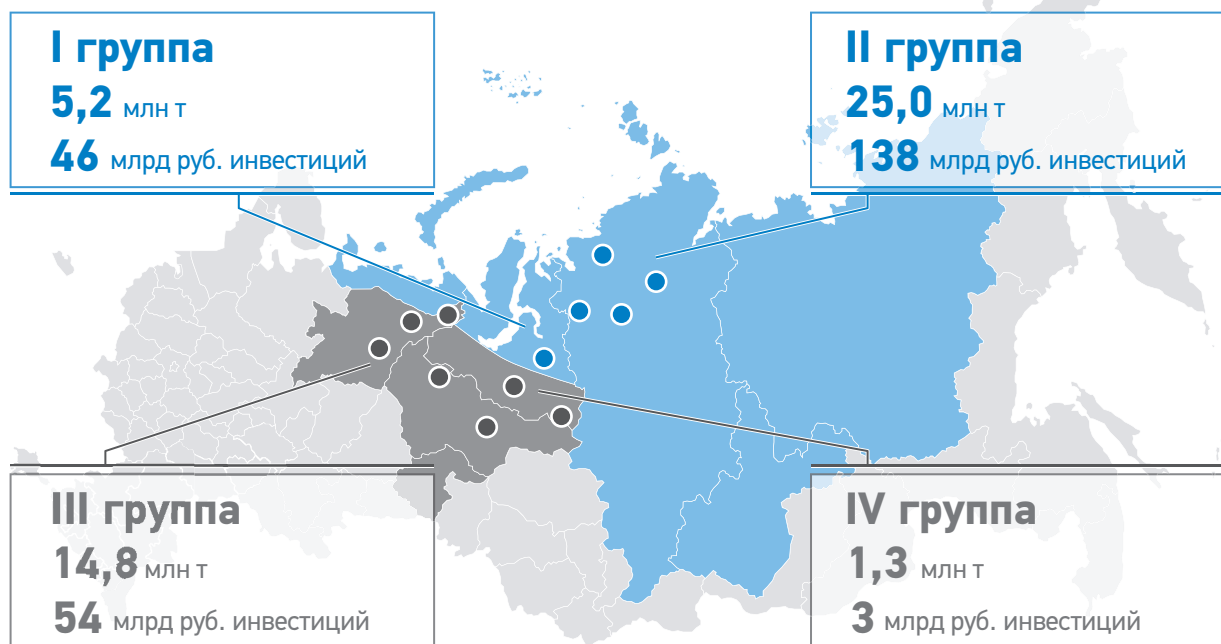 I группа
5,2 млн т
46 млрд руб. инвестиций
II группа
25,0 млн т
138 млрд руб. инвестиций
III группа
14,8 млн т
54 млрд руб. инвестиций
IV группа
1,3 млн т
3 млрд руб. инвестиций